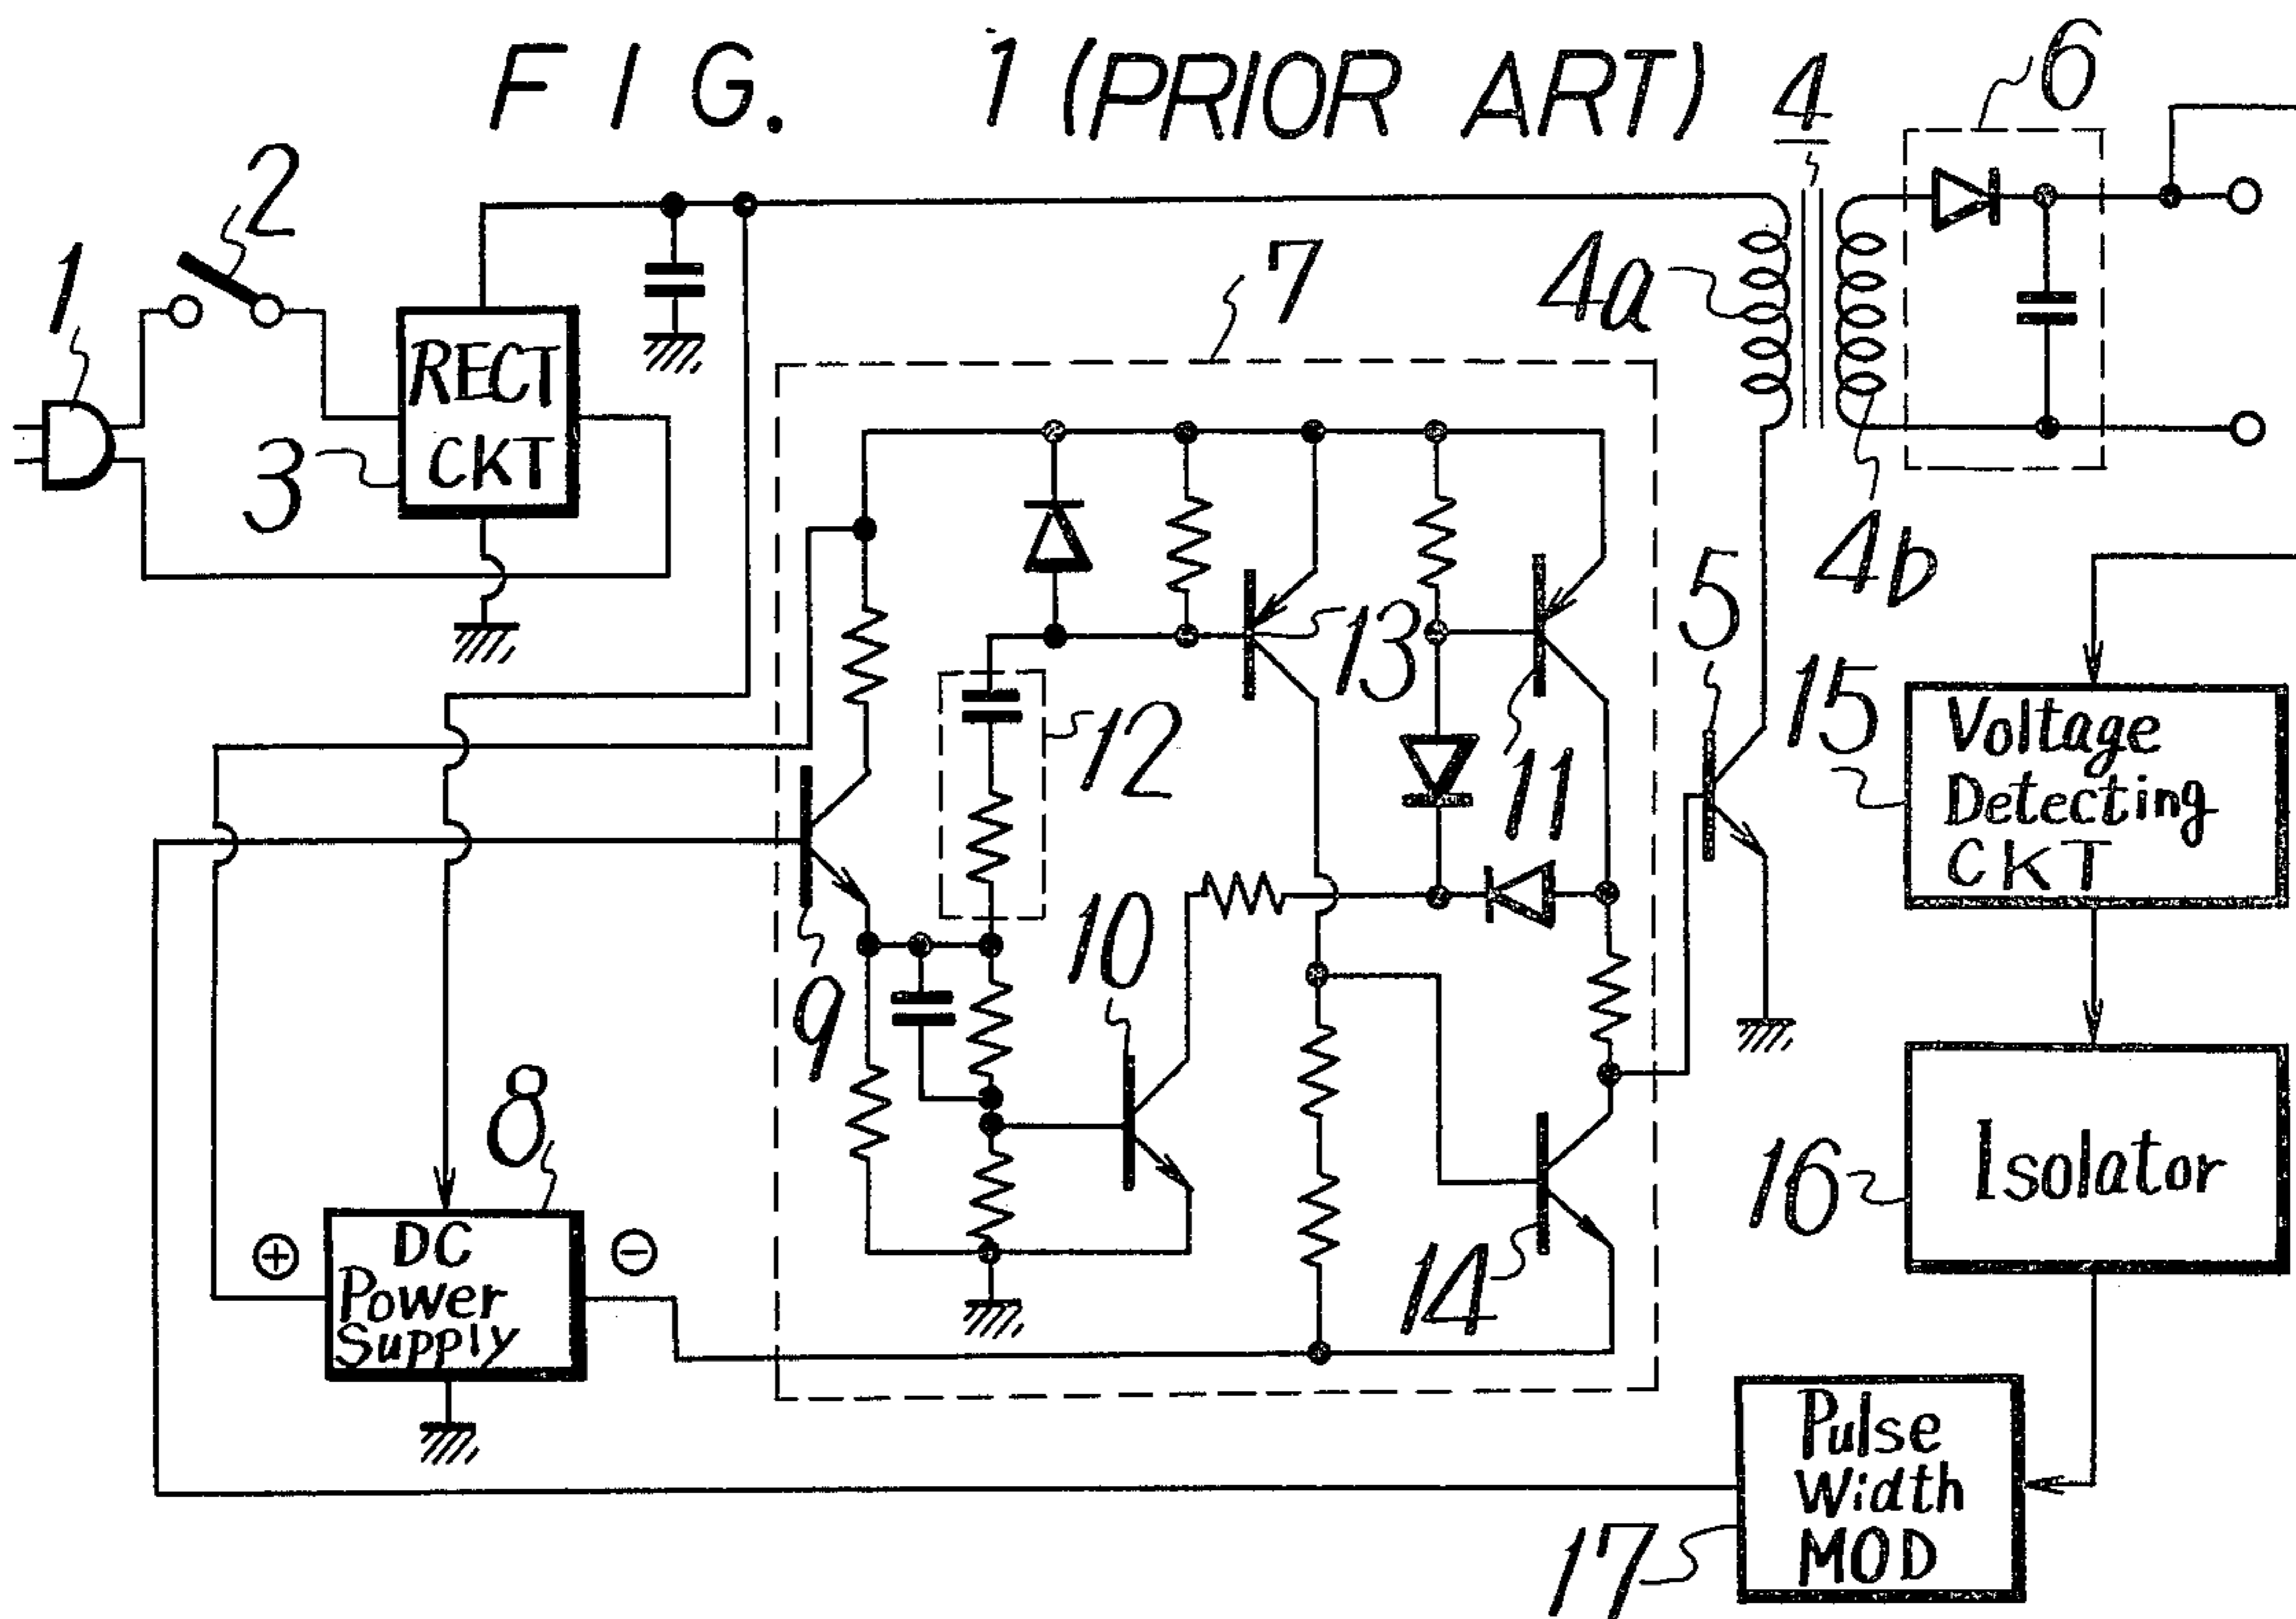 FIG. 1 (PRIOR ART)
1
2
3
RECT
CKT
4
4a
4b
6
7
5
13
11
12
10
9
14
8
⊕
⊖
DC
Power
Supply
15
Voltage
Detecting
CKT
16
Isolator
17
Pulse
Width
MOD